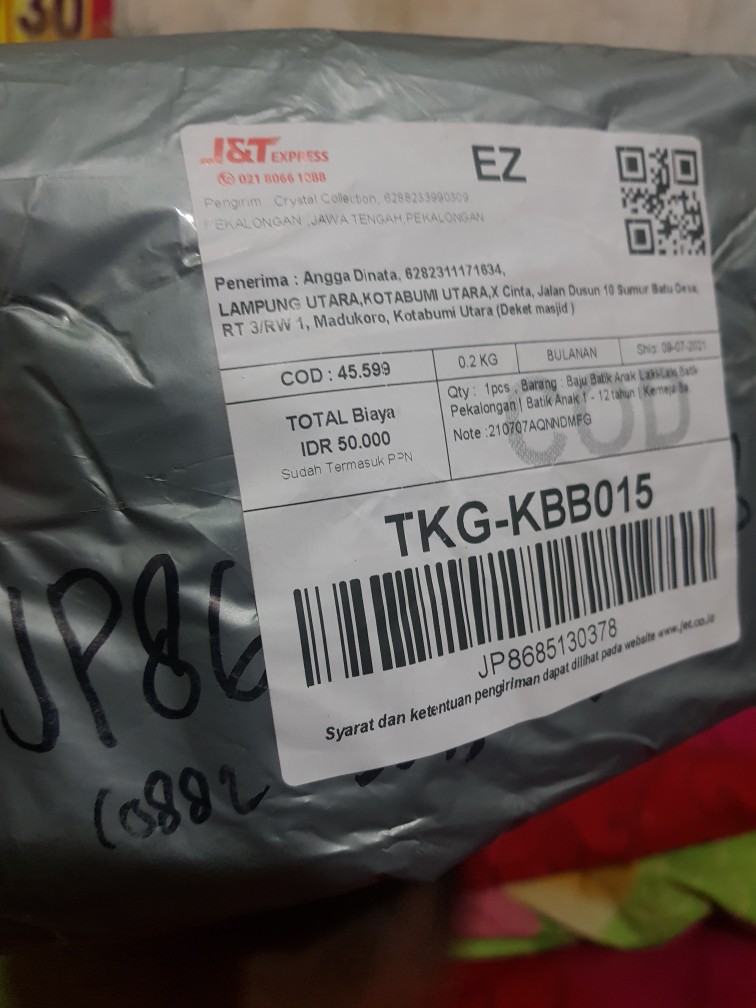 30
J&T EXPRESS
021 8066 1888
EZ
Pengirim : Crystal Collection, 6288233990309,
PEKALONGAN ,JAWA TENGAH,PEKALONGAN
Penerima : Angga Dinata, 6282311171634,
LAMPUNG UTARA,KOTABUMI UTARA,X Cinta, Jalan Dusun 10 Sumur Batu Desa,
RT 3/RW 1, Madukoro, Kotabumi Utara (Deket masjid )
COD : 45.599
0.2 KG
BULANAN
Ship: 09-07-2021
TOTAL Biaya
IDR 50.000
Sudah Termasuk PPN
Qty : 1pcs , Barang : Baju Batik Anak Laki-Laki Batik
Pekalongan | Batik Anak 1 - 12 tahun | Kemeja Ba
Note :210707AQNNDMFG
COD
TKG-KBB015
JP8685130378
Syarat dan ketentuan pengiriman dapat dilihat pada website www.jet.co.id
JP86
(0882